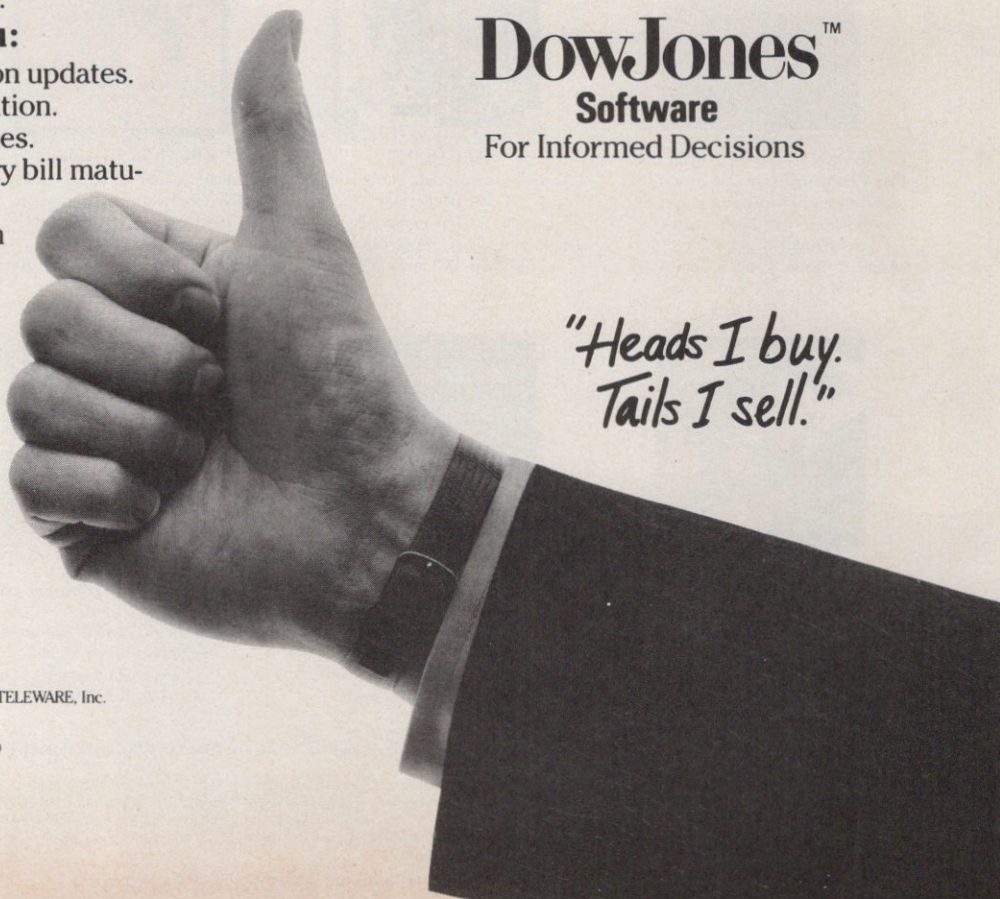 on updates.
tion.
es.
y bill matu-
TELEWARE, Inc.
DowJones™
Software
For Informed Decisions
"Heads I buy.
Tails I sell."